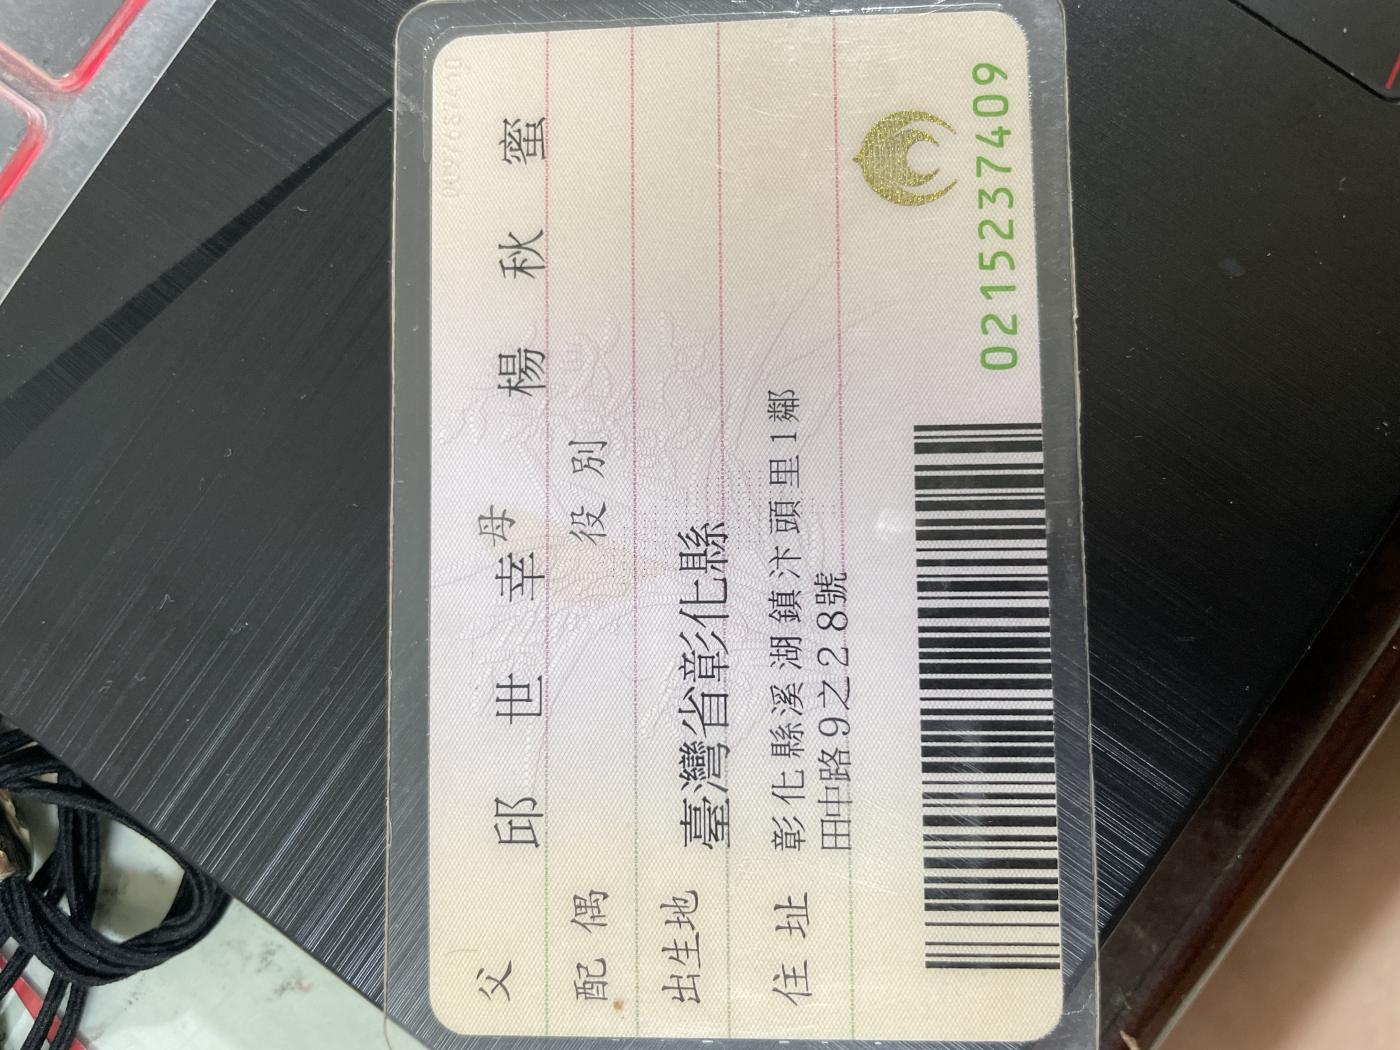 父 邱世幸 母 楊秋蜜
配偶 役別
出生地 臺灣省彰化縣
住址 彰化縣溪湖鎮汴頭里1鄰
田中路9之28號
0215237409